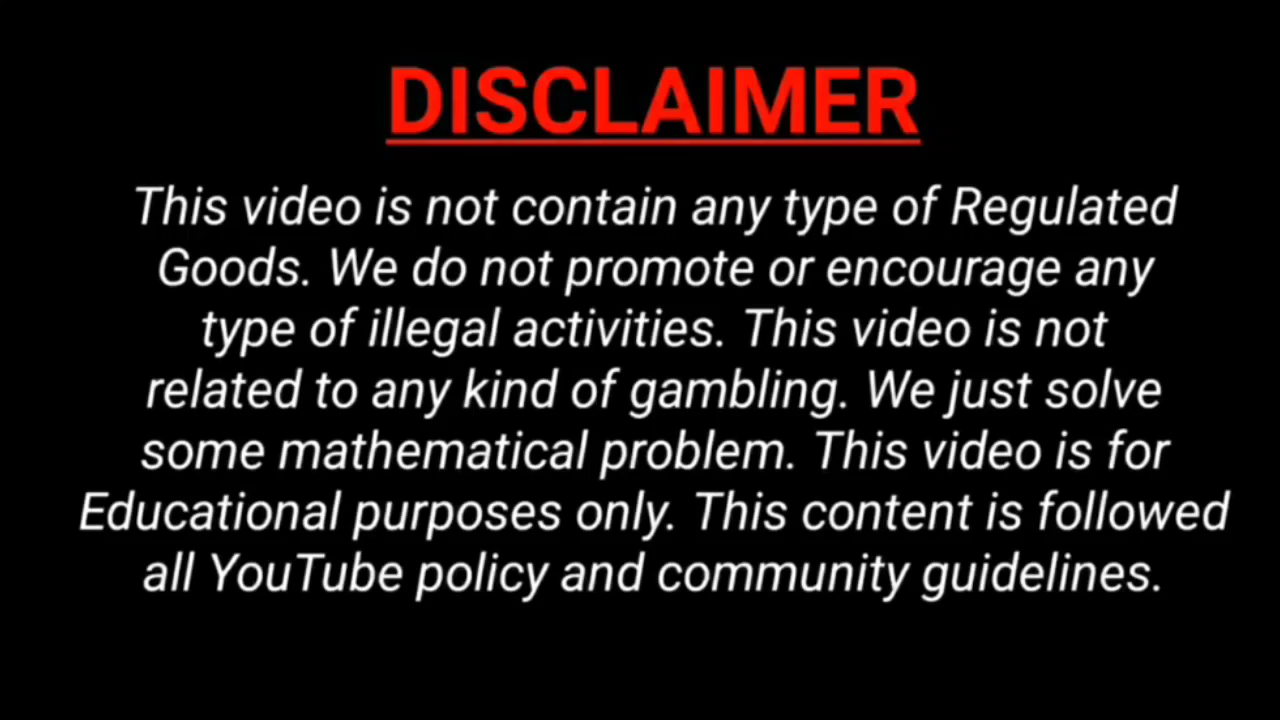 DISCLAIMER
This video is not contain any type of Regulated
Goods. We do not promote or encourage any
type of illegal activities. This video is not
related to any kind of gambling. We just solve
some mathematical problem. This video is for
Educational purposes only. This content is followed
all YouTube policy and community guidelines.